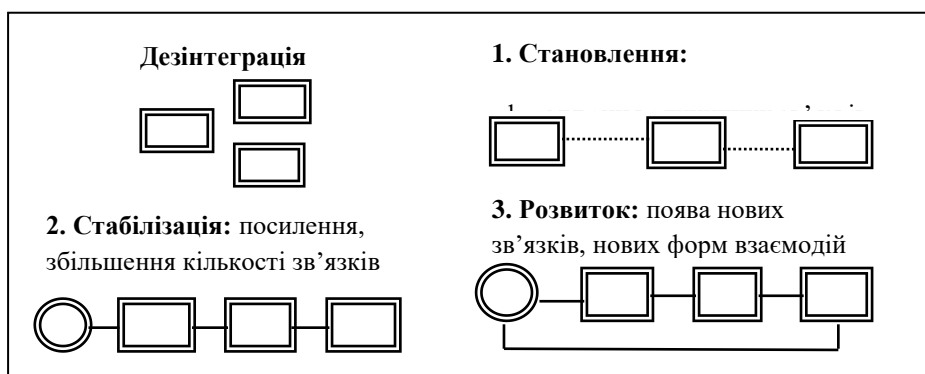 Дезінтеграція
1. Становлення:
2. Стабілізація: посилення,
збільшення кількості зв’язків
3. Розвиток: поява нових
зв’язків, нових форм взаємодій